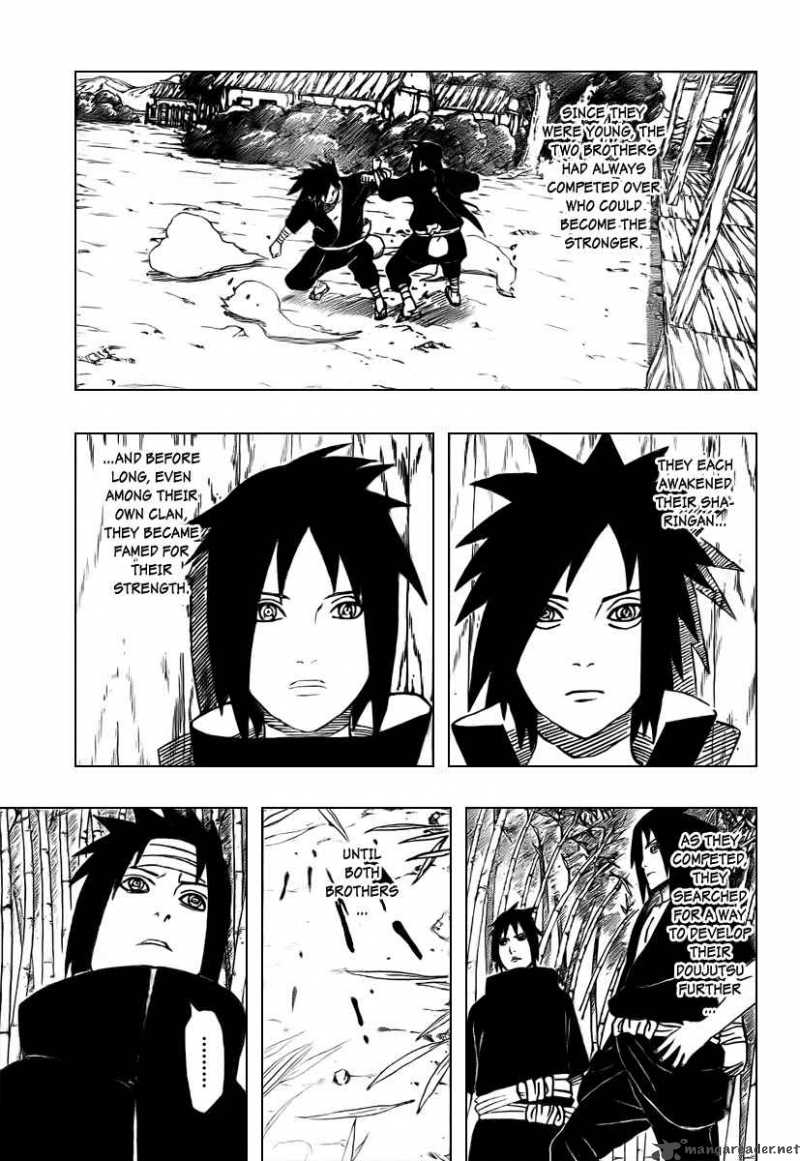 SINCE THEY
WERE YOUNG, THE
TWO BROTHERS
HAD ALWAYS
COMPETED OVER
WHO COULD
BECOME THE
STRONGER.
THEY EACH
AWAKENED
THEIR SHA-
RINGAN...
...AND BEFORE
LONG, EVEN
AMONG THEIR
OWN CLAN,
THEY BECAME
FAMED FOR
THEIR
STRENGTH.
AS THEY
COMPETED,
THEY
SEARCHED
FOR A WAY
TO DEVELOP
THEIR
DOUJUTSU
FURTHER
...
UNTIL
BOTH
BROTHERS
...
.........
mangareader.net